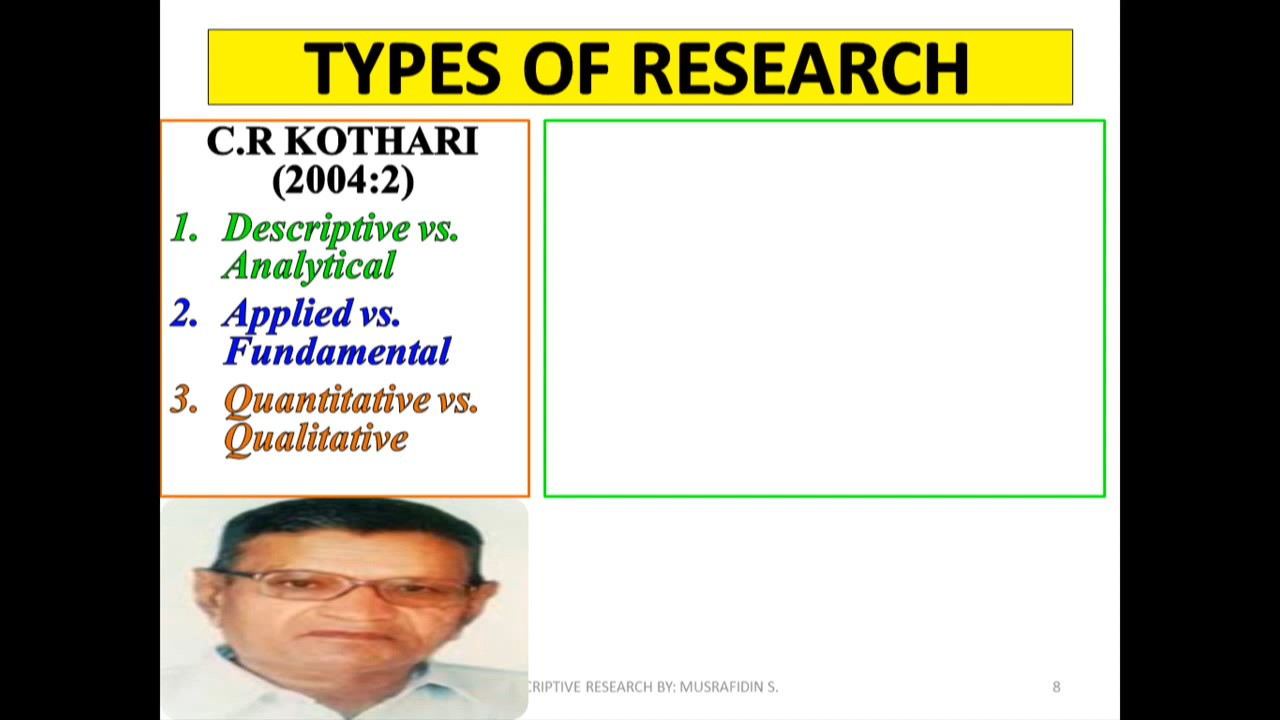 TYPES OF RESEARCH
C.R KOTHARI
(2004:2)
1. Descriptive vs.
Analytical
2. Applied vs.
Fundamental
3. Quantitative vs.
Qualitative
RESEARCH BY: MUSRAFIDIN S.
8